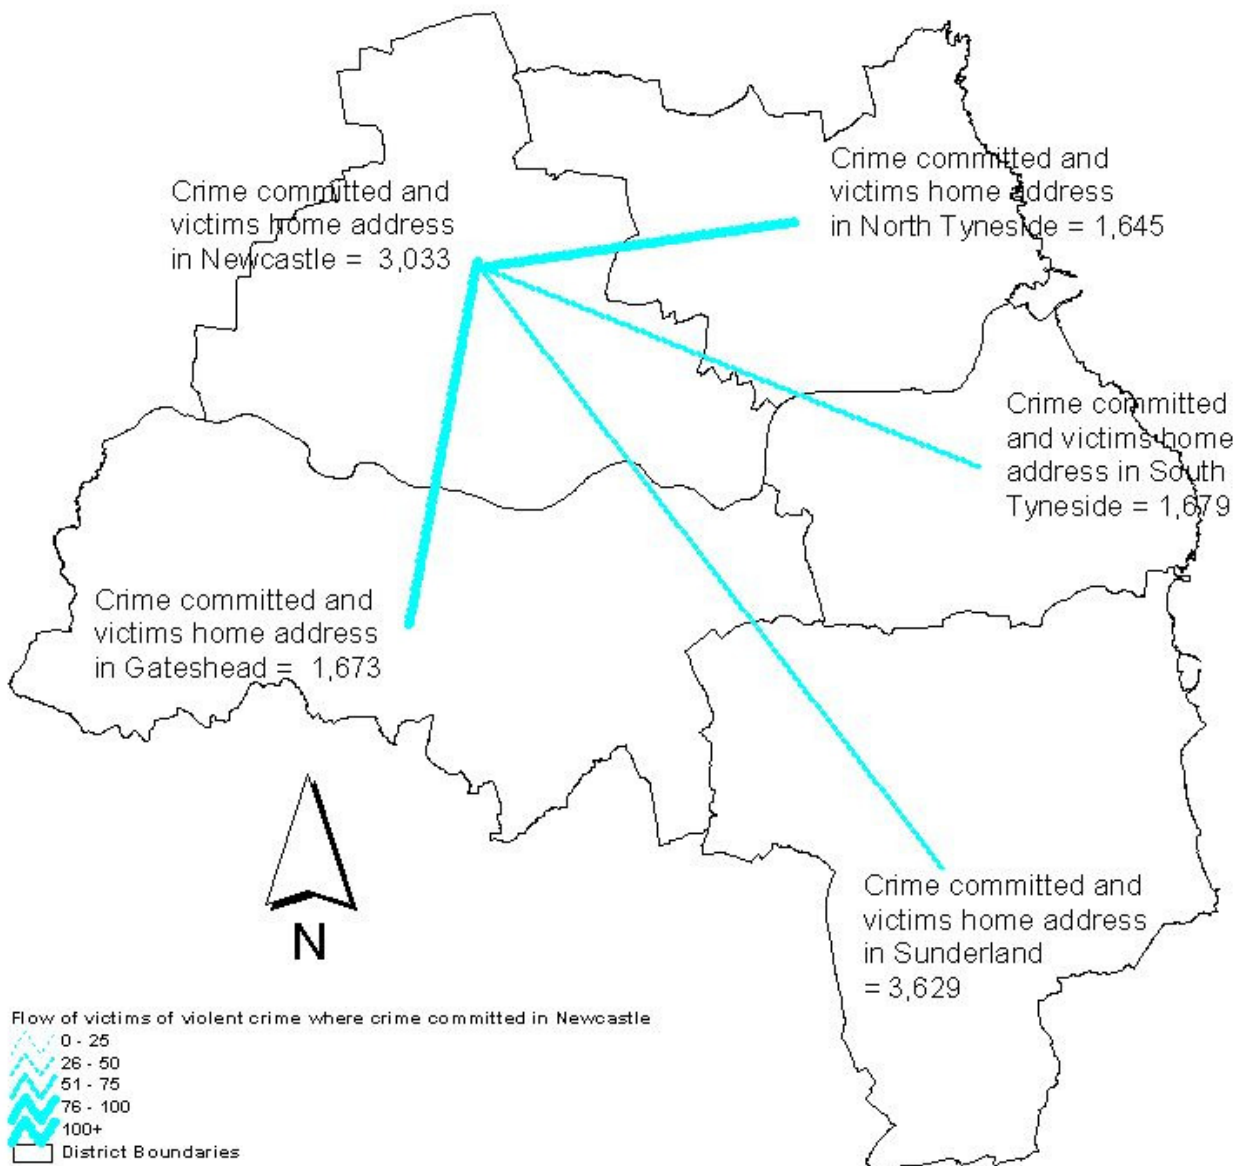 Crime committed and
victims home address
in North Tyneside = 1,645
Crime committed and
victims home address
in Newcastle = 3,033
Crime committed
and victims home
address in South
Tyneside = 1,679
Crime committed and
victims home address
in Gateshead = 1,673
Crime committed and
victims home address
in Sunderland
= 3,629
N
Flow of victims of violent crime where crime committed in Newcastle
0 - 25
26 - 50
51 - 75
76 - 100
100+
District Boundaries